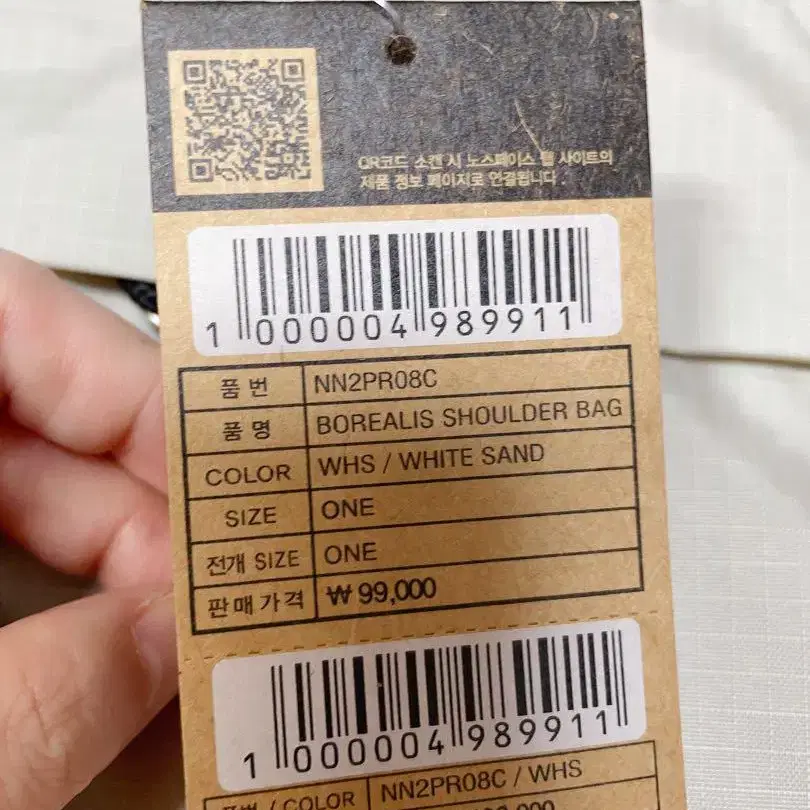 QR코드 스캔 시 노스페이스 웹 사이트의
제품 정보 페이지로 연결됩니다.
1 000004 989911
품 번 NN2PR08C
품 명 BOREALIS SHOULDER BAG
COLOR WHS / WHITE SAND
SIZE ONE
전개 SIZE ONE
판매가격 ₩ 99,000
1 000004 989911
품번 / COLOR NN2PR08C / WHS